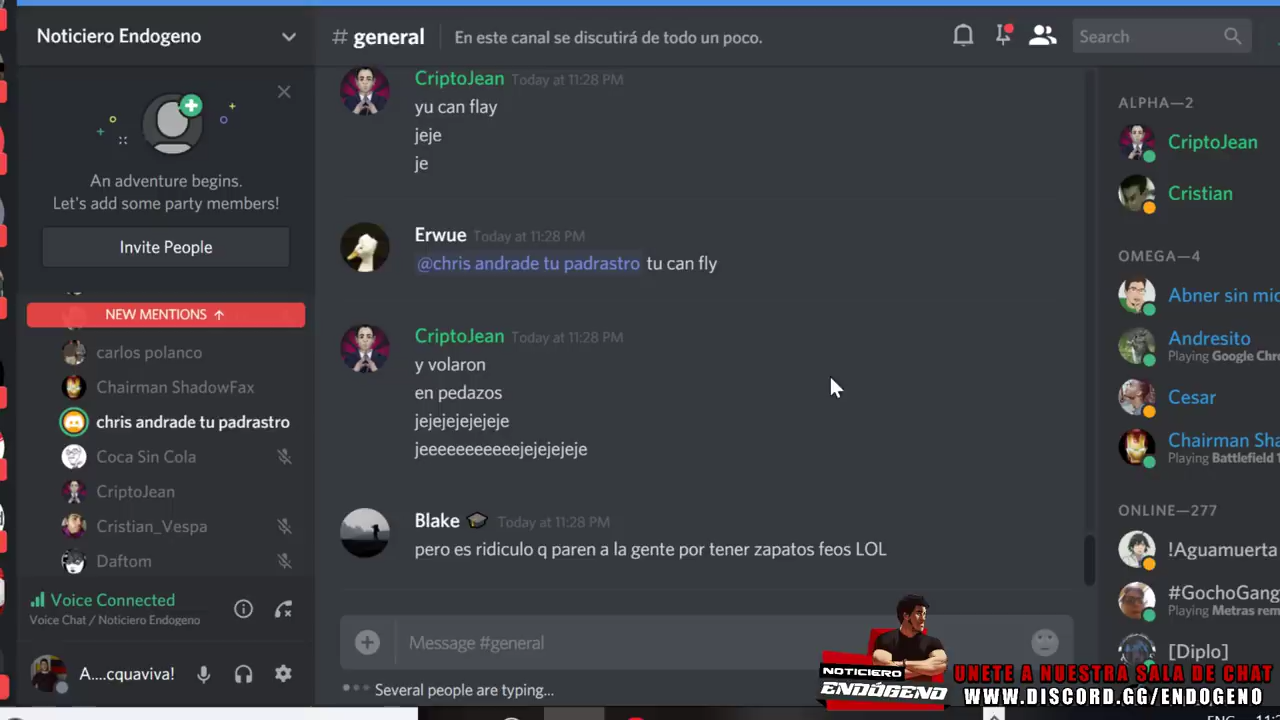 Noticiero Endogeno
# general
En este canal se discutirá de todo un poco.
Search
An adventure begins.
Let's add some party members!
Invite People
NEW MENTIONS ↑
carlos polanco
Chairman ShadowFax
chris andrade tu padrastro
Coca Sin Cola
CriptoJean
Cristian_Vespa
Daftom
Voice Connected
Voice Chat / Noticiero Endogeno
A....cquaviva!
CriptoJean Today at 11:28 PM
yu can flay
jeje
je
Erwue Today at 11:28 PM
@chris andrade tu padrastro tu can fly
CriptoJean Today at 11:28 PM
y volaron
en pedazos
jejejejejejeje
jeeeeeeeeeejejejejeje
Blake Today at 11:28 PM
pero es ridiculo q paren a la gente por tener zapatos feos LOL
Message #general
Several people are typing...
ALPHA—2
CriptoJean
Cristian
OMEGA—4
Abner sin mic
Andresito
Playing Google Chro
Cesar
Chairman Sha
Playing Battlefield 1
ONLINE—277
!Aguamuerta
#GochoGang
Playing Metras rem
[Diplo]
NOTICIERO
ENDÓGENO
UNETE A NUESTRA SALA DE CHAT
WWW.DISCORD.GG/ENDOGENO
ENG